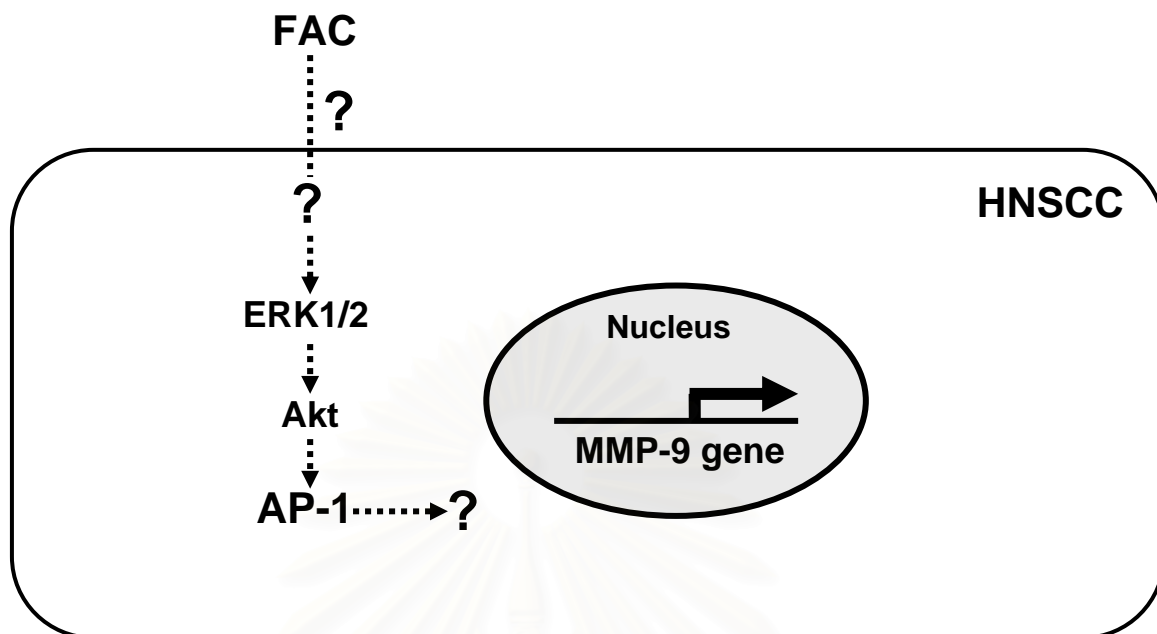 FAC
?
?
HNSCC
ERK1/2
Nucleus
Akt
MMP-9 gene
AP-1
?